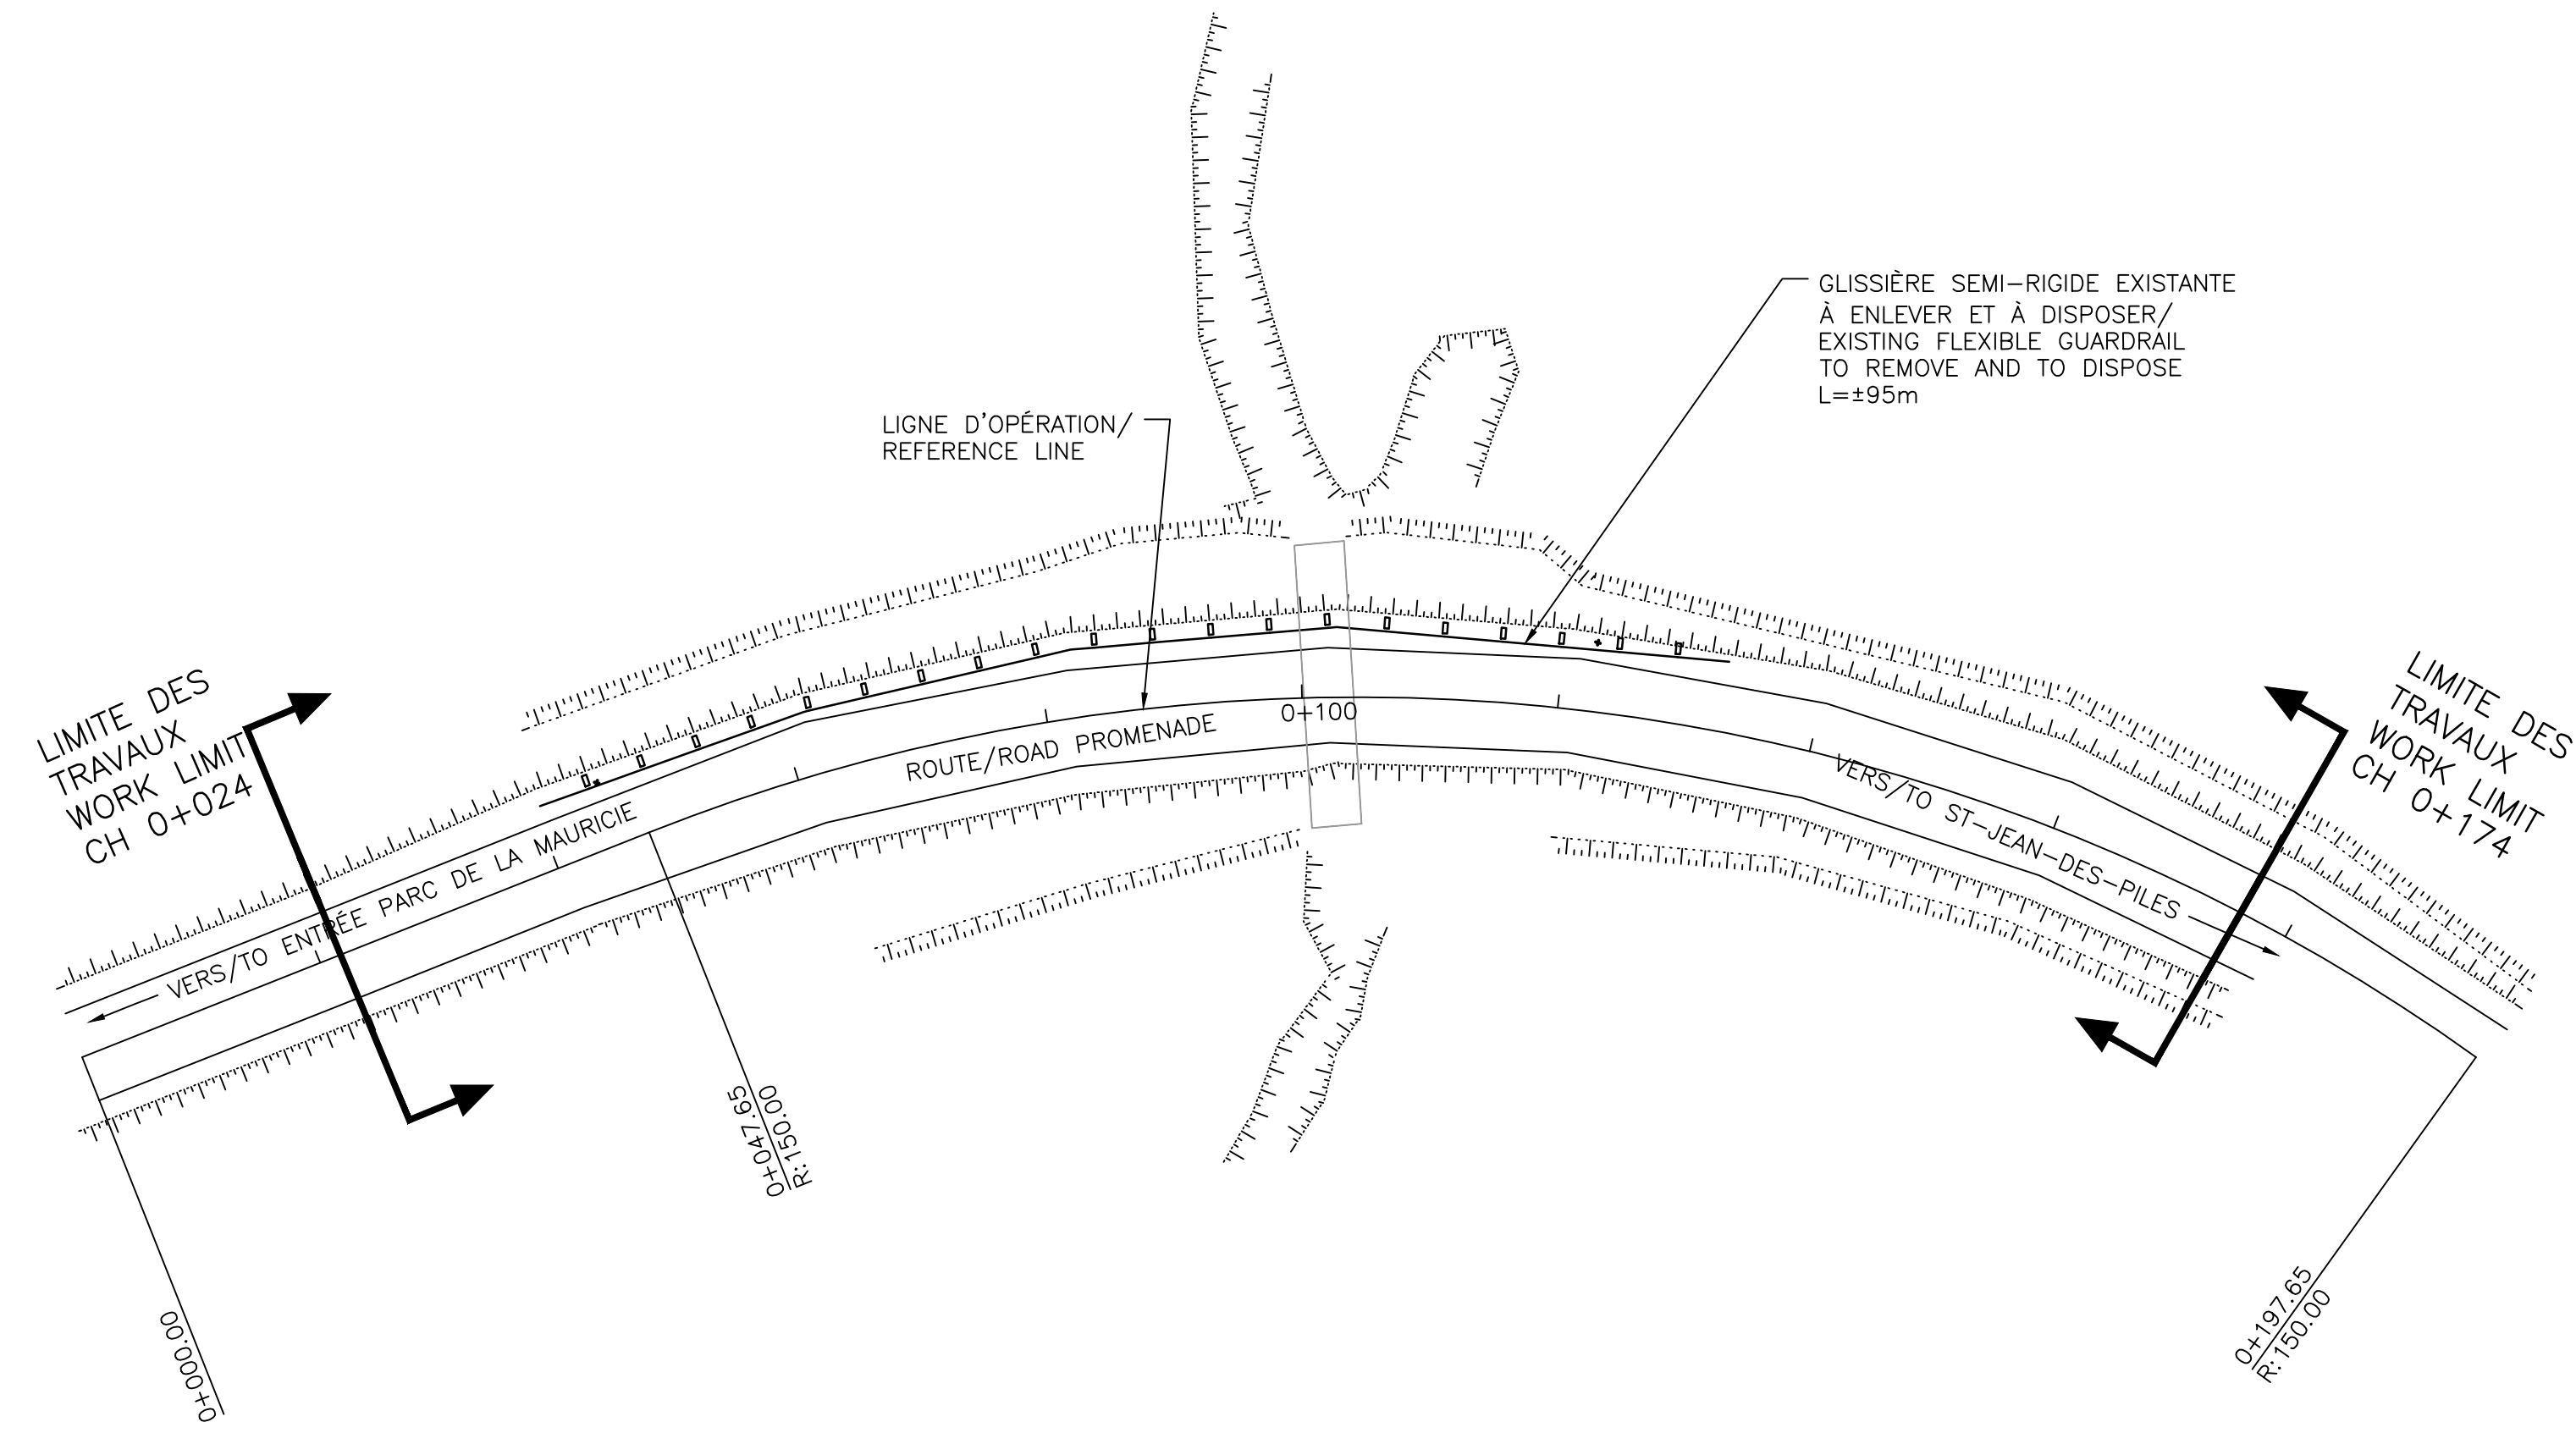 GLISSIÈRE SEMI-RIGIDE EXISTANTE
À ENLEVER ET À DISPOSER/
EXISTING FLEXIBLE GUARDRAIL
TO REMOVE AND TO DISPOSE
L=±95m
LIGNE D'OPÉRATION/
REFERENCE LINE
LIMITE DES
TRAVAUX
WORK LIMIT
CH 0+024
LIMITE DES
TRAVAUX
WORK LIMIT
CH 0+174
0+100
ROUTE/ROAD PROMENADE
VERS/TO ENTRÉE PARC DE LA MAURICIE
VERS/TO ST-JEAN-DES-PILES
0+047.65
R:150.00
0+000.00
0+197.65
R:150.00